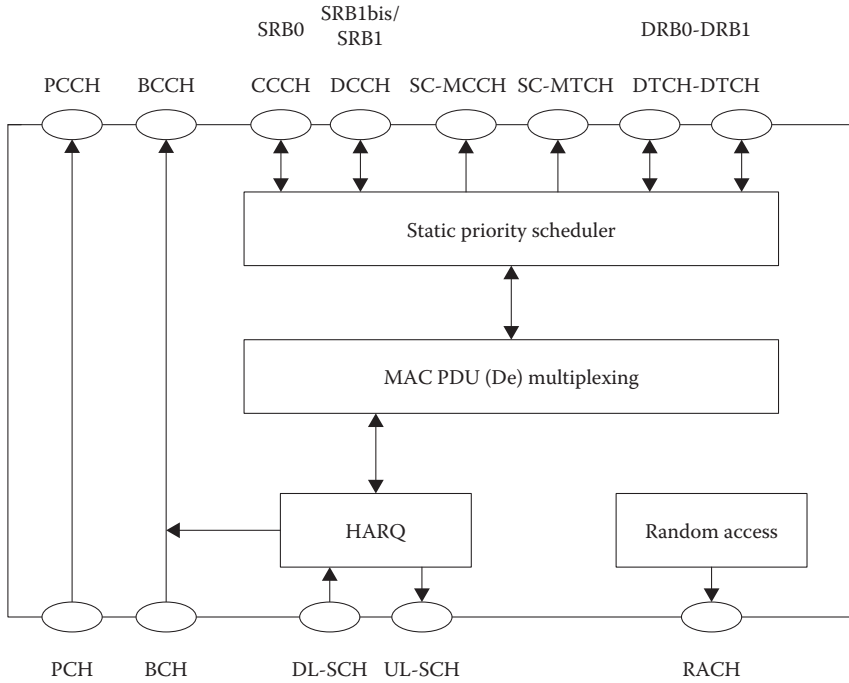 SRB0
SRB1bis/
SRB1
DRB0-DRB1
PCCH BCCH CCCH DCCH SC-MCCH SC-MTCH DTCH-DTCH
Static priority scheduler
MAC PDU (De) multiplexing
HARQ
Random access
PCH BCH DL-SCH UL-SCH RACH